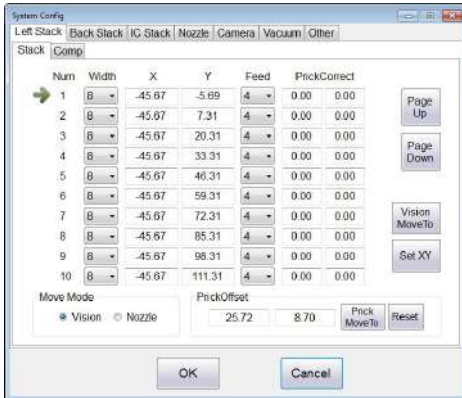 System Config
Left Stack Back Stack IC Stack Nozzle Camera Vacuum Other
Stack Comp
Num Width X Y Feed PrickCorrect
1 8 -45.67 -5.69 4 0.00 0.00
2 8 -45.67 7.31 4 0.00 0.00
3 8 -45.67 20.31 4 0.00 0.00
4 8 -45.67 33.31 4 0.00 0.00
5 8 -45.67 46.31 4 0.00 0.00
6 8 -45.67 59.31 4 0.00 0.00
7 8 -45.67 72.31 4 0.00 0.00
8 8 -45.67 85.31 4 0.00 0.00
9 8 -45.67 98.31 4 0.00 0.00
10 8 -45.67 111.31 4 0.00 0.00
Page
Up
Page
Down
Vision
MoveTo
Set XY
Move Mode
Vision Nozzle
PrickOffset
25.72 8.70
Prick
MoveTo
Reset
OK Cancel